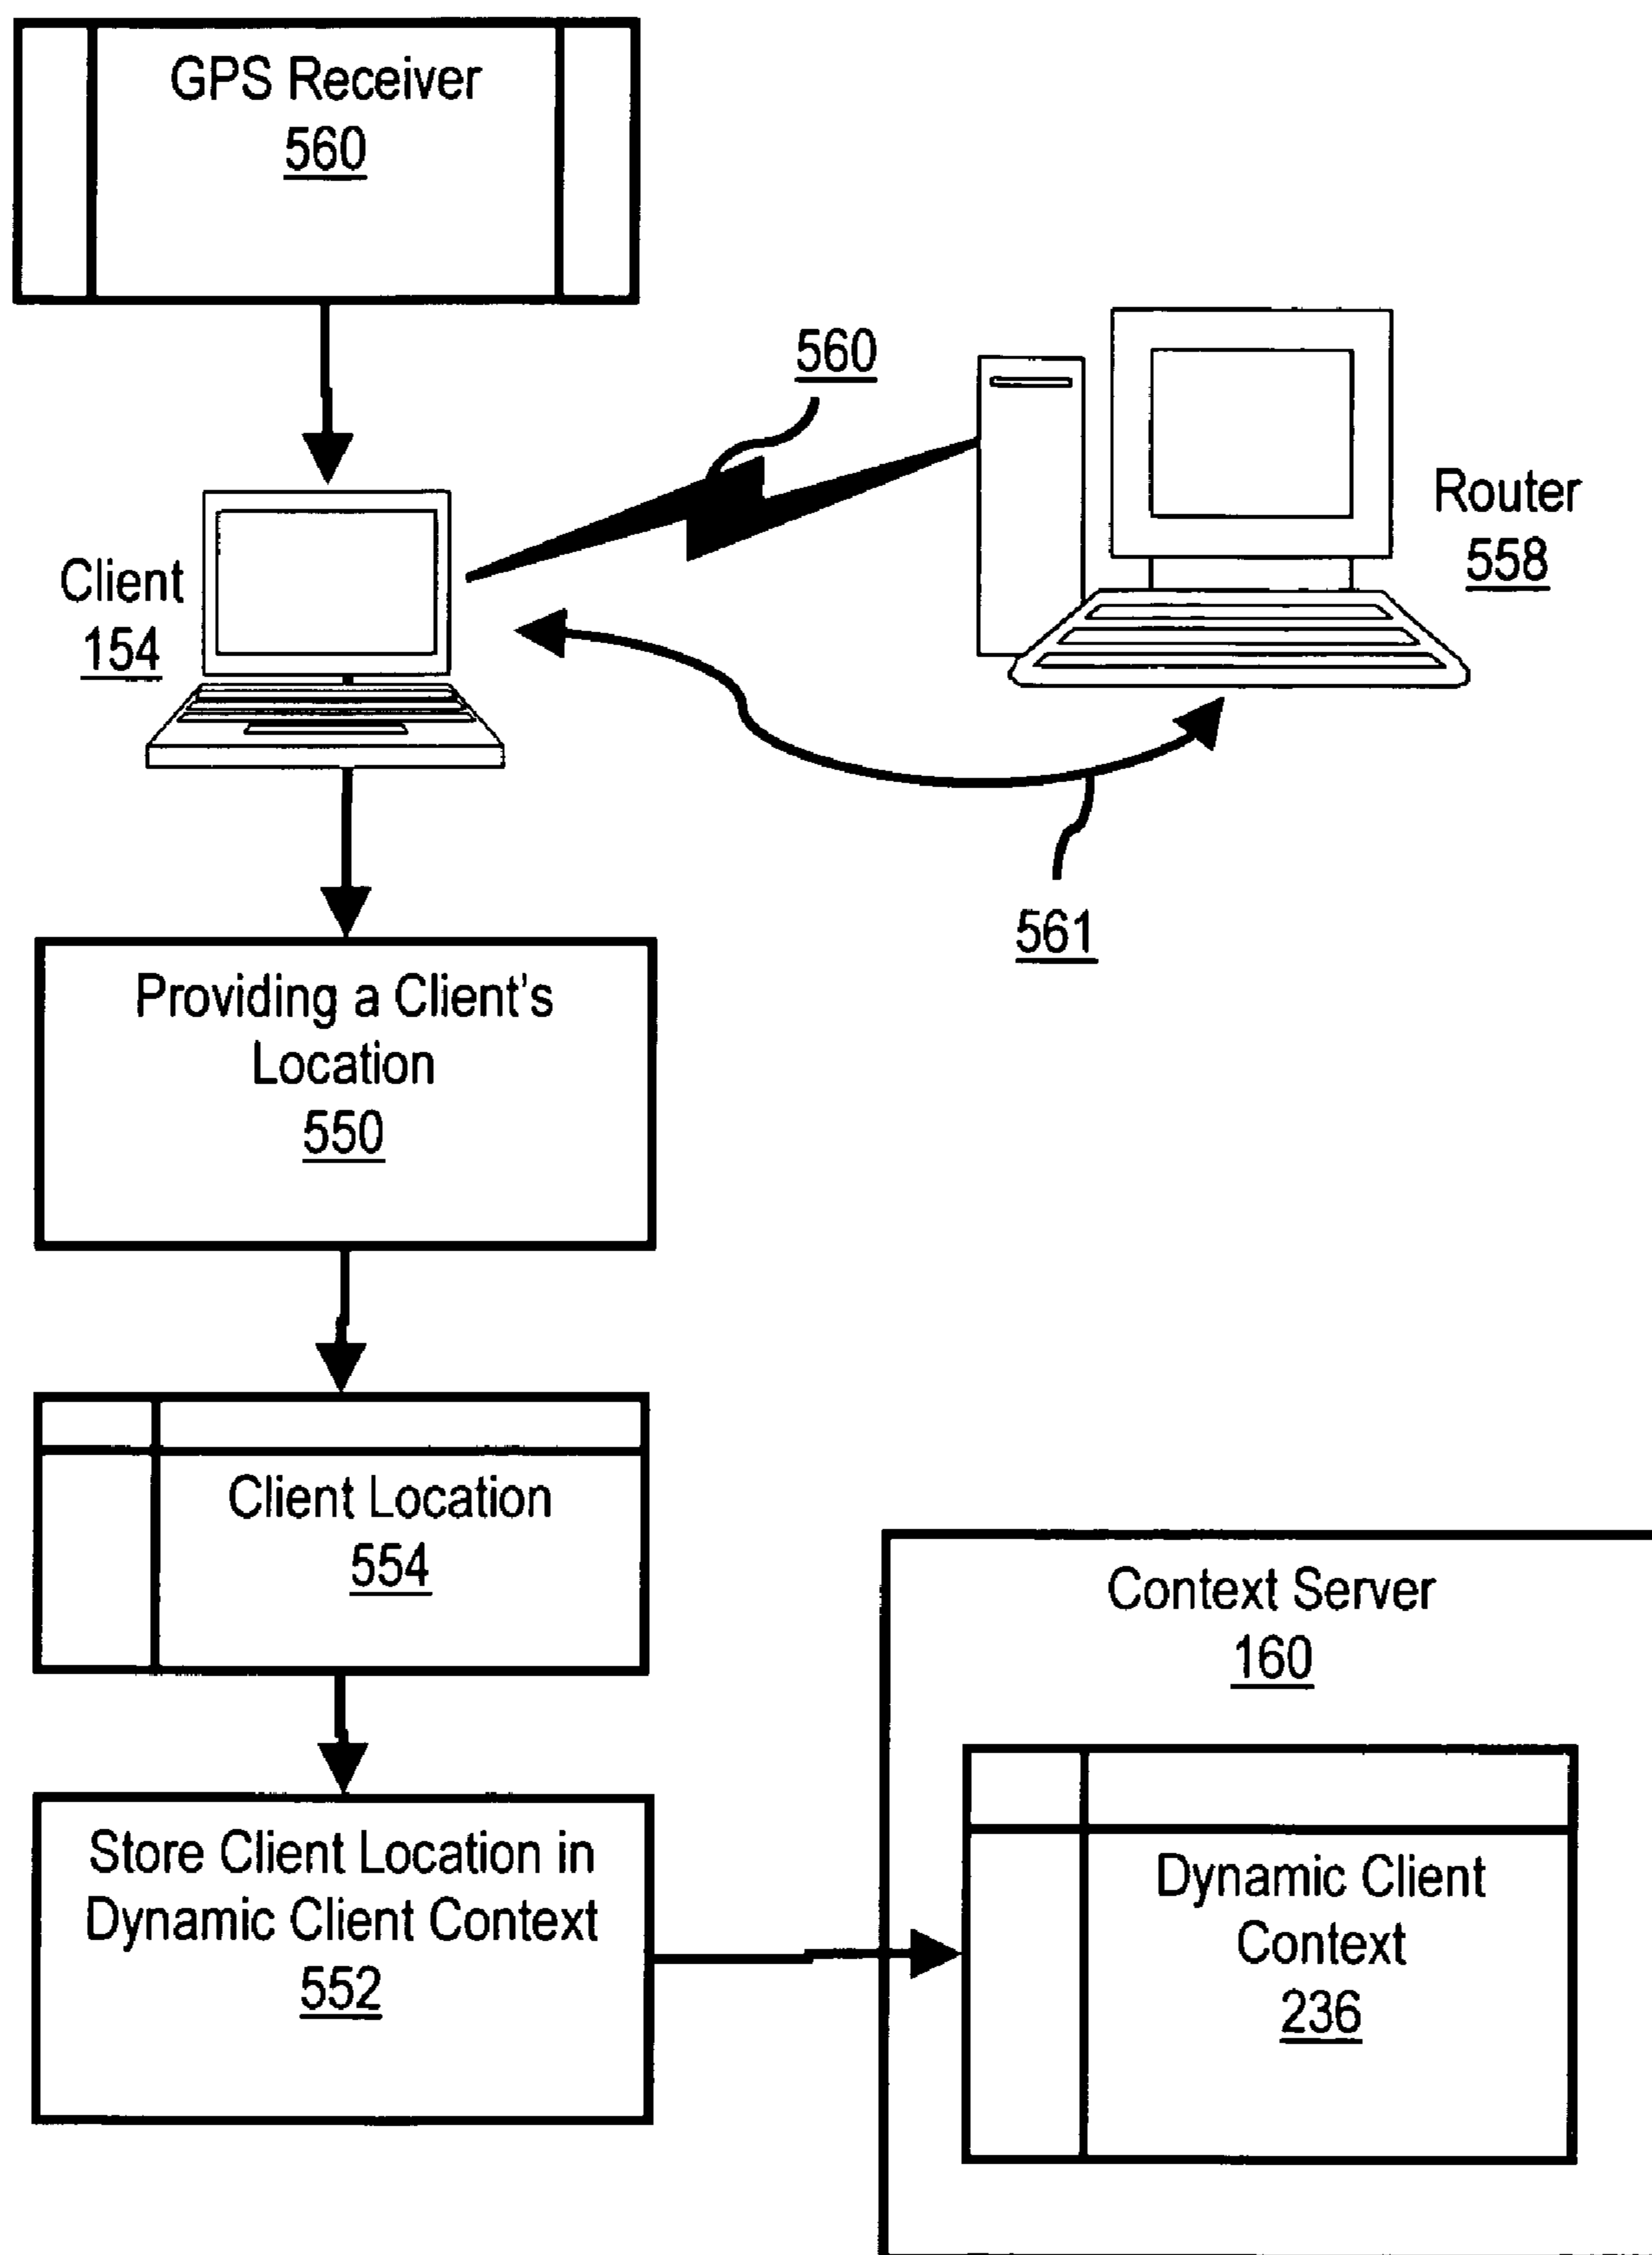 GPS Receiver
560
560
Router
558
Client
154
561
Providing a Client's
Location
550
Client Location
554
Context Server
160
Store Client Location in
Dynamic Client Context
552
Dynamic Client
Context
236